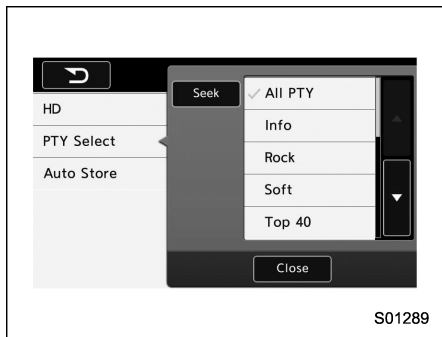 HD
PTY Select
Auto Store
Seek
All PTY
Info
Rock
Soft
Top 40
Close
S01289